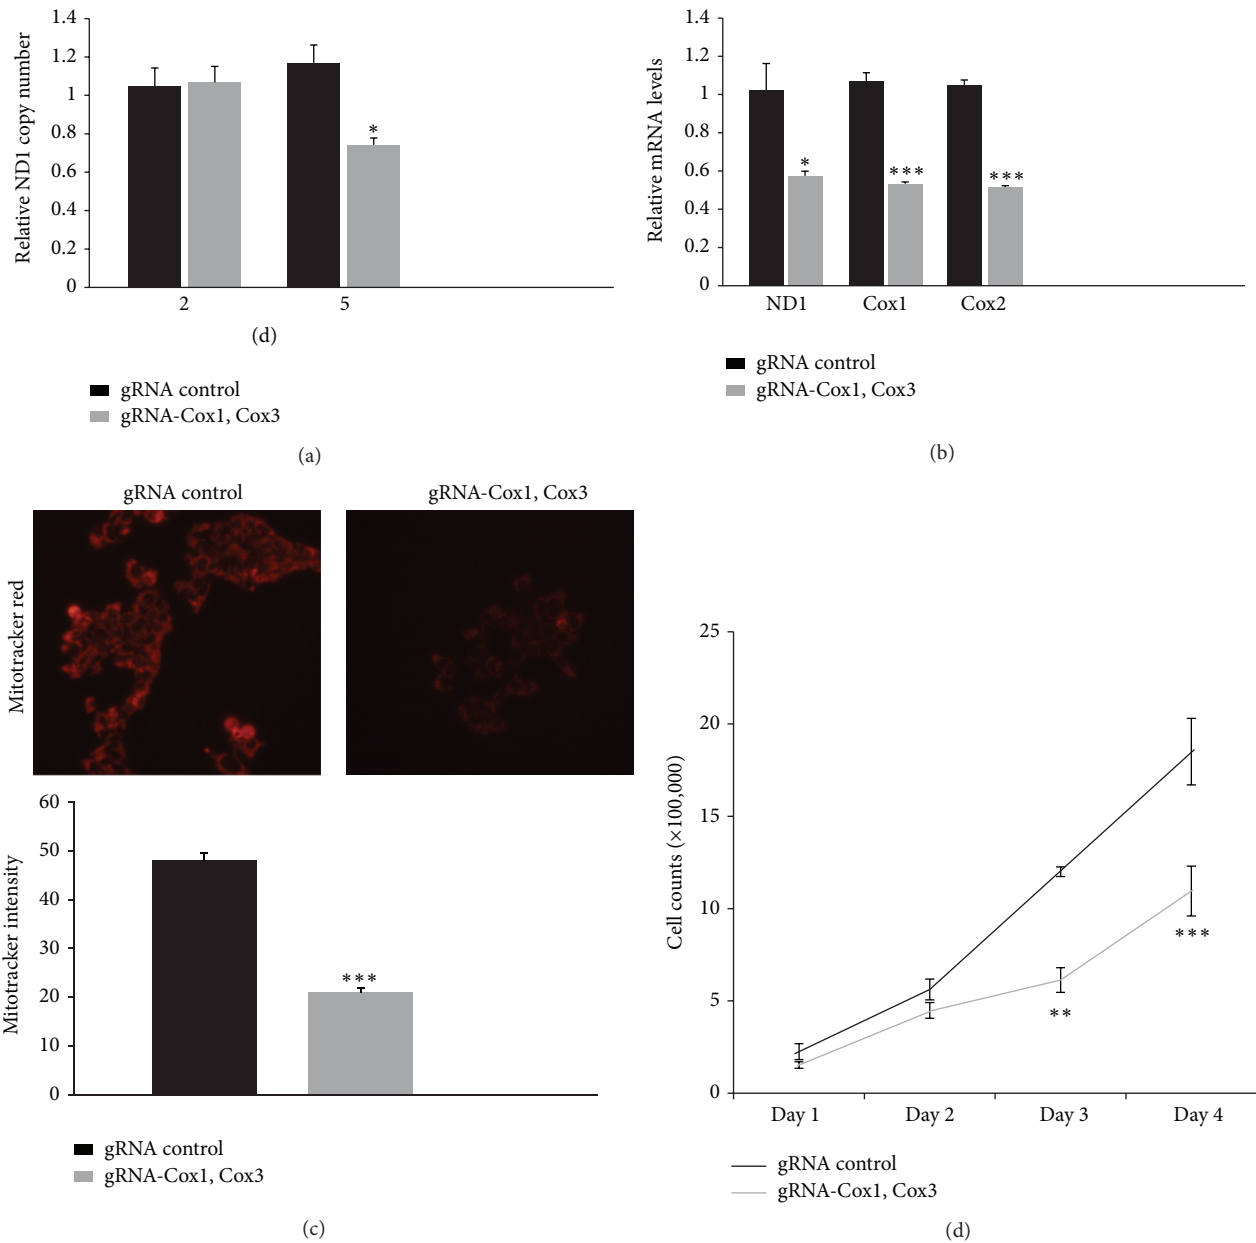 1.4
1.2
1
0.8
0.6
0.4
0.2
0
Relative ND1 copy number
*
2 5
(d)
gRNA control
gRNA-Cox1, Cox3
(a)
1.4
1.2
1
0.8
0.6
0.4
0.2
0
Relative mRNA levels
* *** ***
ND1 Cox1 Cox2
gRNA control
gRNA-Cox1, Cox3
(b)
gRNA control gRNA-Cox1, Cox3
Mitotracker red
60
50
40
30
20
10
0
Mitotracker intensity
***
gRNA control
gRNA-Cox1, Cox3
(c)
25
20
15
10
5
0
Cell counts (×100,000)
**
***
Day 1 Day 2 Day 3 Day 4
gRNA control
gRNA-Cox1, Cox3
(d)